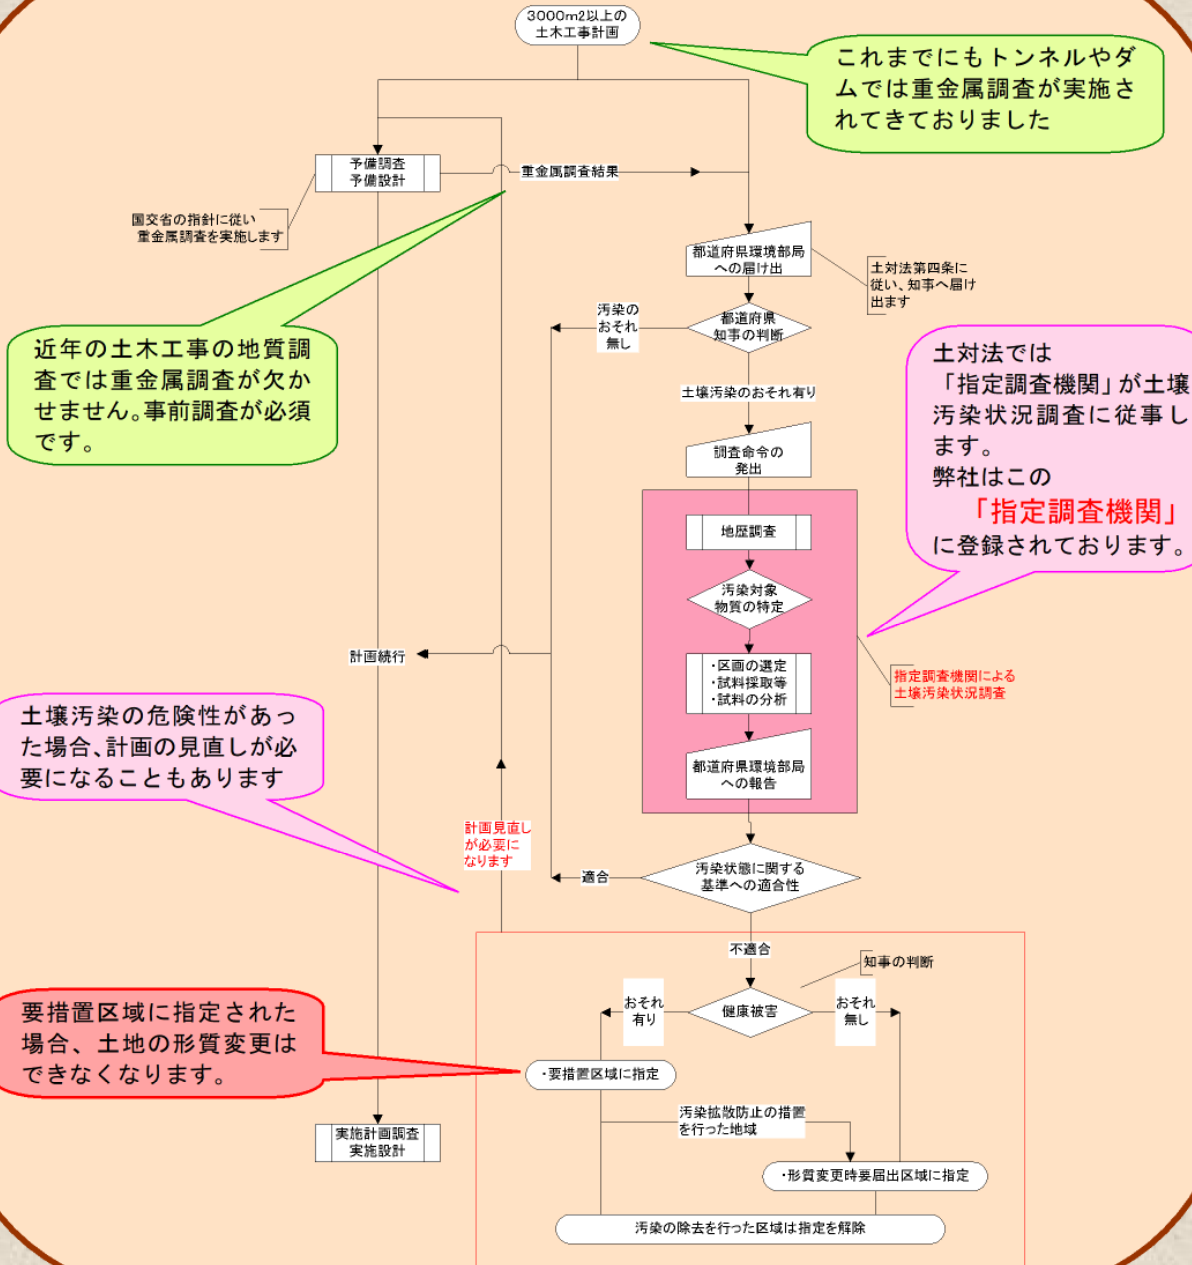 3000m2以上の
土木工事計画
これまでにもトンネルやダ
ムでは重金属調査が実施さ
れてきておりました
予備調査
予備設計
重金属調査結果
国交省の指針に従い
重金属調査を実施します
都道府県環境部局
への届け出
土対法第四条に
従い、知事へ届け
出ます
汚染の
おそれ
無し
都道府県
知事の判断
近年の土木工事の地質調
査では重金属調査が欠か
せません。事前調査が必須
です。
土対法では
「指定調査機関」が土壌
汚染状況調査に従事し
ます。
弊社はこの
「指定調査機関」
に登録されております。
土壌汚染のおそれ有り
調査命令の
発出
地歴調査
汚染対象
物質の特定
計画続行
・区画の選定
・試料採取等
・試料の分析
指定調査機関による
土壌汚染状況調査
土壌汚染の危険性があっ
た場合、計画の見直しが必
要になることもあります
都道府県環境部局
への報告
計画見直し
が必要に
なります
適合
汚染状態に関する
基準への適合性
不適合
知事の判断
おそれ
有り
健康被害
おそれ
無し
要措置区域に指定された
場合、土地の形質変更は
できなくなります。
・要措置区域に指定
汚染拡散防止の措置
を行った地域
実施計画調査
実施設計
・形質変更時要届出区域に指定
汚染の除去を行った区域は指定を解除